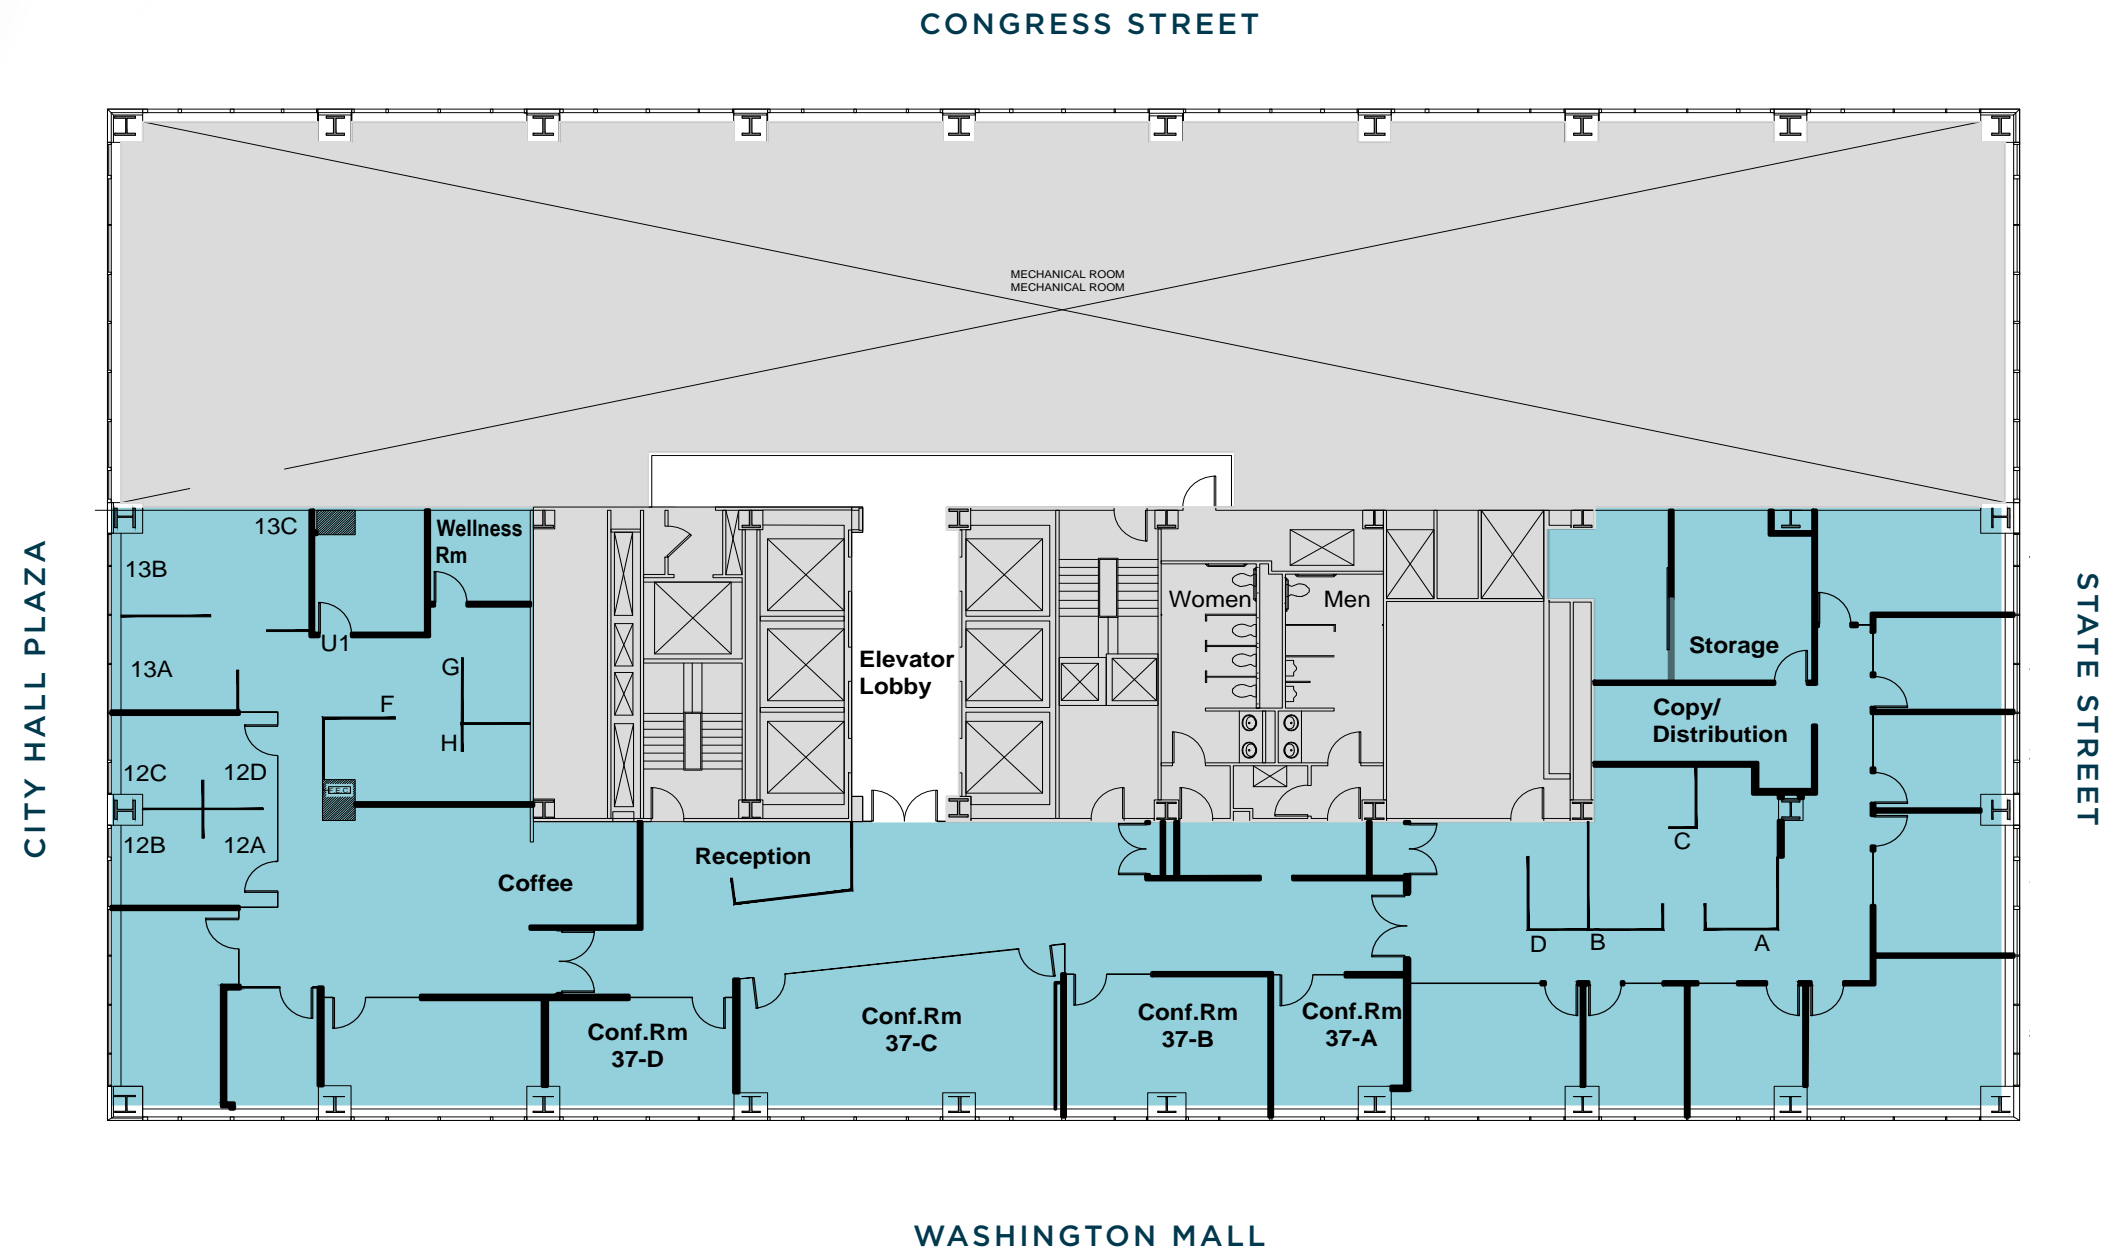 CONGRESS STREET
MECHANICAL ROOM
MECHANICAL ROOM
CITY HALL PLAZA
STATE STREET
13C
Wellness
Rm
13B
U1
13A
G
F
H
12C
12D
12B
12A
Coffee
Reception
Elevator
Lobby
Women
Men
Storage
Copy/
Distribution
C
D
B
A
Conf.Rm
37-D
Conf.Rm
37-C
Conf.Rm
37-B
Conf.Rm
37-A
WASHINGTON MALL